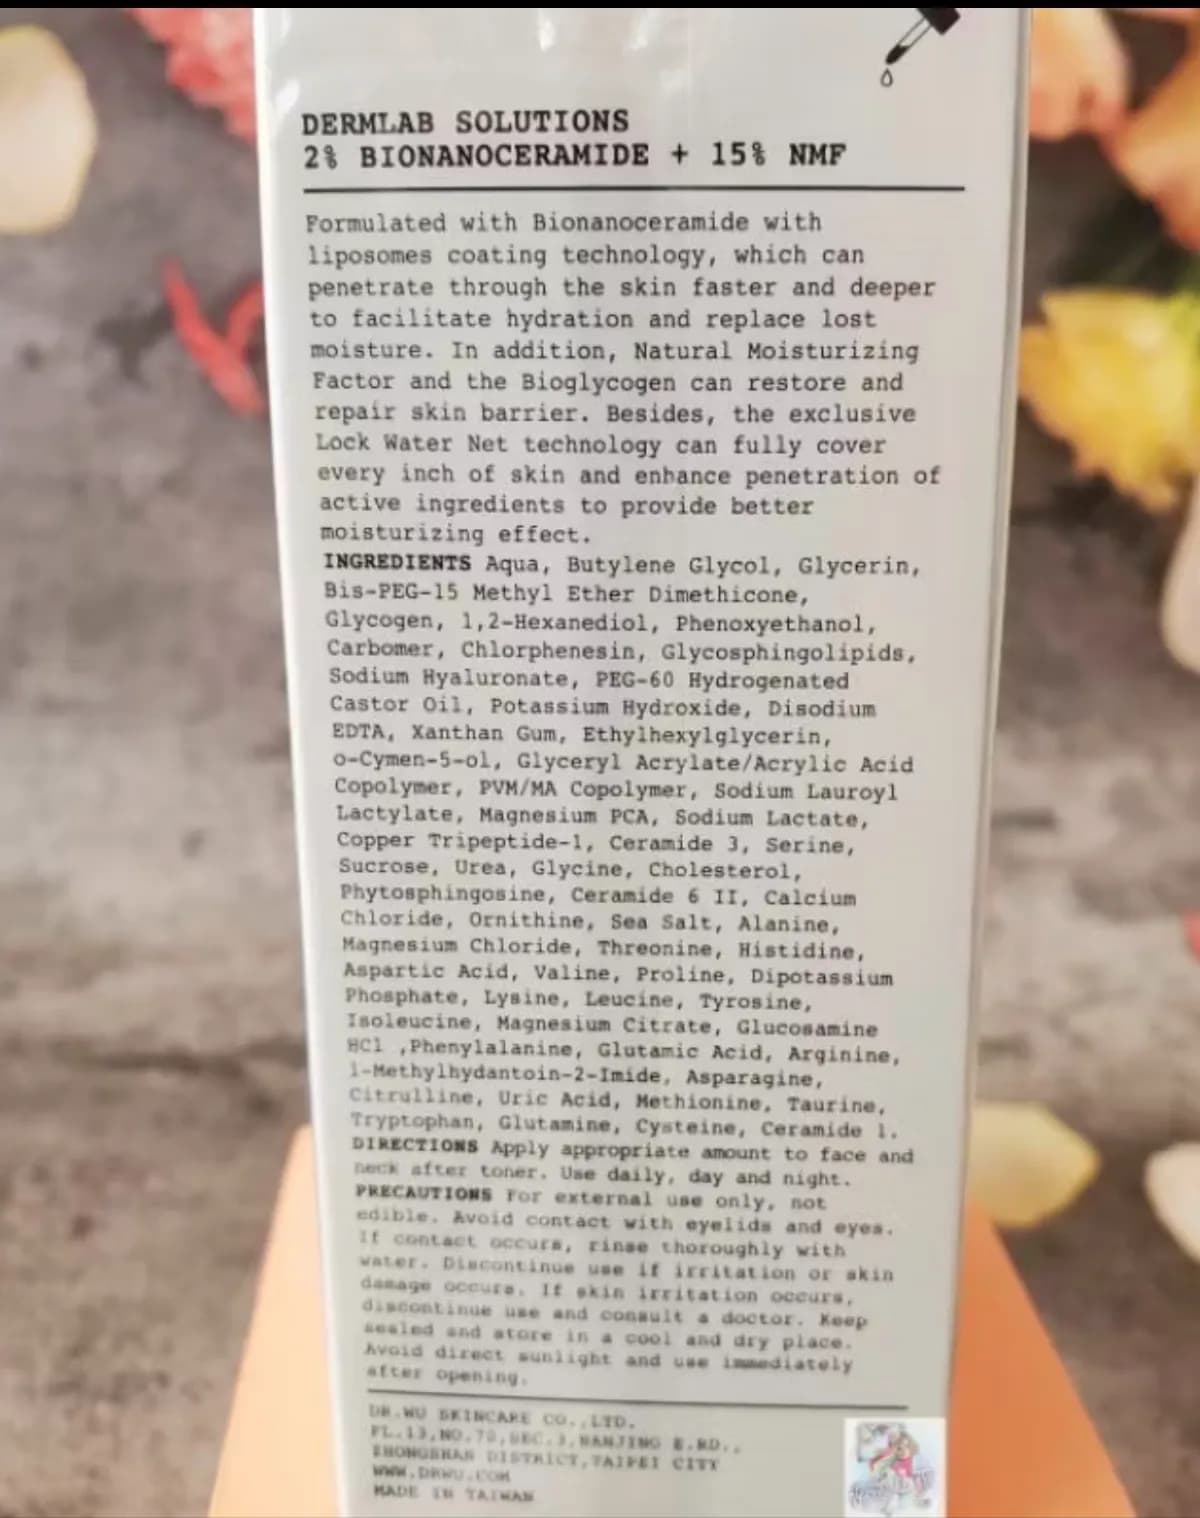 DERMLAB SOLUTIONS
2% BIONANOCERAMIDE + 15% NMF
Formulated with Bionanoceramide with
liposomes coating technology, which can
penetrate through the skin faster and deeper
to facilitate hydration and replace lost
moisture. In addition, Natural Moisturizing
Factor and the Bioglycogen can restore and
repair skin barrier. Besides, the exclusive
Lock Water Net technology can fully cover
every inch of skin and enhance penetration of
active ingredients to provide better
moisturizing effect.
INGREDIENTS Aqua, Butylene Glycol, Glycerin,
Bis-PEG-15 Methyl Ether Dimethicone,
Glycogen, 1,2-Hexanediol, Phenoxyethanol,
Carbomer, Chlorphenesin, Glycosphingolipids,
Sodium Hyaluronate, PEG-60 Hydrogenated
Castor Oil, Potassium Hydroxide, Disodium
EDTA, Xanthan Gum, Ethylhexylglycerin,
o-Cymen-5-ol, Glyceryl Acrylate/Acrylic Acid
Copolymer, PVM/MA Copolymer, Sodium Lauroyl
Lactylate, Magnesium PCA, Sodium Lactate,
Copper Tripeptide-1, Ceramide 3, Serine,
Sucrose, Urea, Glycine, Cholesterol,
Phytosphingosine, Ceramide 6 II, Calcium
Chloride, Ornithine, Sea Salt, Alanine,
Magnesium Chloride, Threonine, Histidine,
Aspartic Acid, Valine, Proline, Dipotassium
Phosphate, Lysine, Leucine, Tyrosine,
Isoleucine, Magnesium Citrate, Glucosamine
HCl ,Phenylalanine, Glutamic Acid, Arginine,
1-Methylhydantoin-2-Imide, Asparagine,
Citrulline, Uric Acid, Methionine, Taurine,
Tryptophan, Glutamine, Cysteine, Ceramide 1.
DIRECTIONS Apply appropriate amount to face and
neck after toner. Use daily, day and night.
PRECAUTIONS For external use only, not
edible. Avoid contact with eyelids and eyes.
If contact occurs, rinse thoroughly with
water. Discontinue use if irritation or skin
damage occurs. If skin irritation occurs,
discontinue use and consult a doctor. Keep
sealed and store in a cool and dry place.
Avoid direct sunlight and use immediately
after opening.
DR.WU SKINCARE CO.,LTD.
FL.13,NO.70,SEC.3,NANJING E.RD.,
ZHONGSHAN DISTRICT,TAIPEI CITY
WWW.DRWU.COM
MADE IN TAIWAN